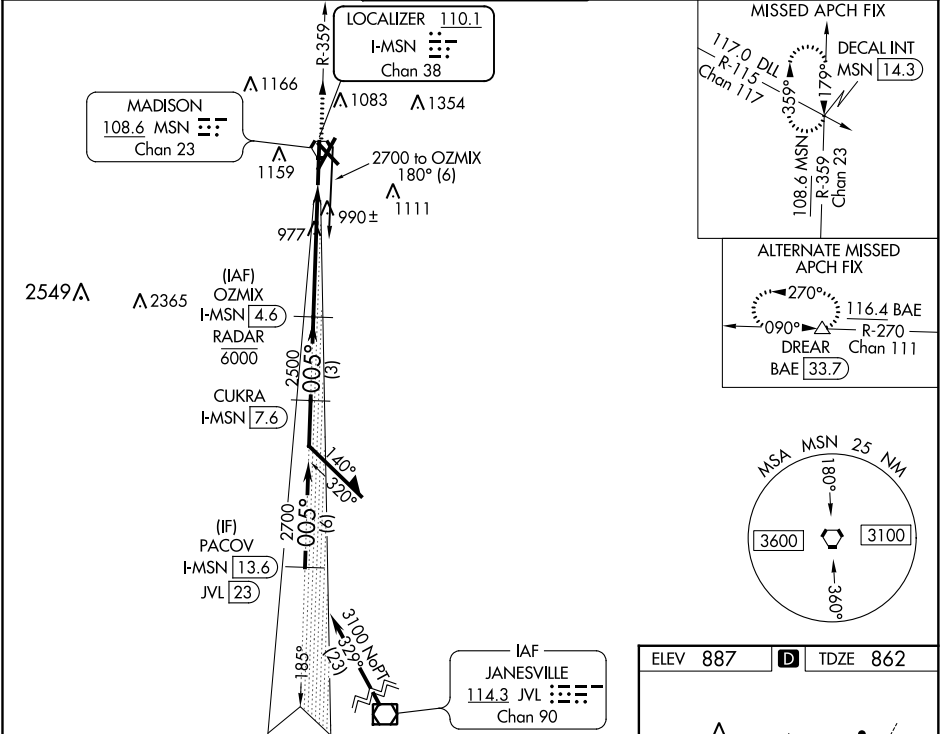 LOCALIZER 110.1
I-MSN
Chan 38
R-359
1166
1083
1354
MADISON
108.6 MSN
Chan 23
1159
2700 to OZMIX
180° (6)
1111
990±
977
2549
2365
(IAF)
OZMIX
I-MSN 4.6
RADAR
6000
2500
005°
(3)
CUKRA
I-MSN 7.6
140°
320°
2700
005°
(6)
(IF)
PACOV
I-MSN 13.6
JVL 23
185°
3100 NoPT
329°
(23)
IAF
JANESVILLE
114.3 JVL
Chan 90
MISSED APCH FIX
117.0 DLL
R-115
Chan 117
359°
179°
DECAL INT
MSN 14.3
108.6 MSN
R-359
Chan 23
ALTERNATE MISSED
APCH FIX
270°
090°
116.4 BAE
R-270
Chan 111
DREAR
BAE 33.7
MSA MSN 25 NM
180°
3600
3100
360°
ELEV 887 D TDZE 862